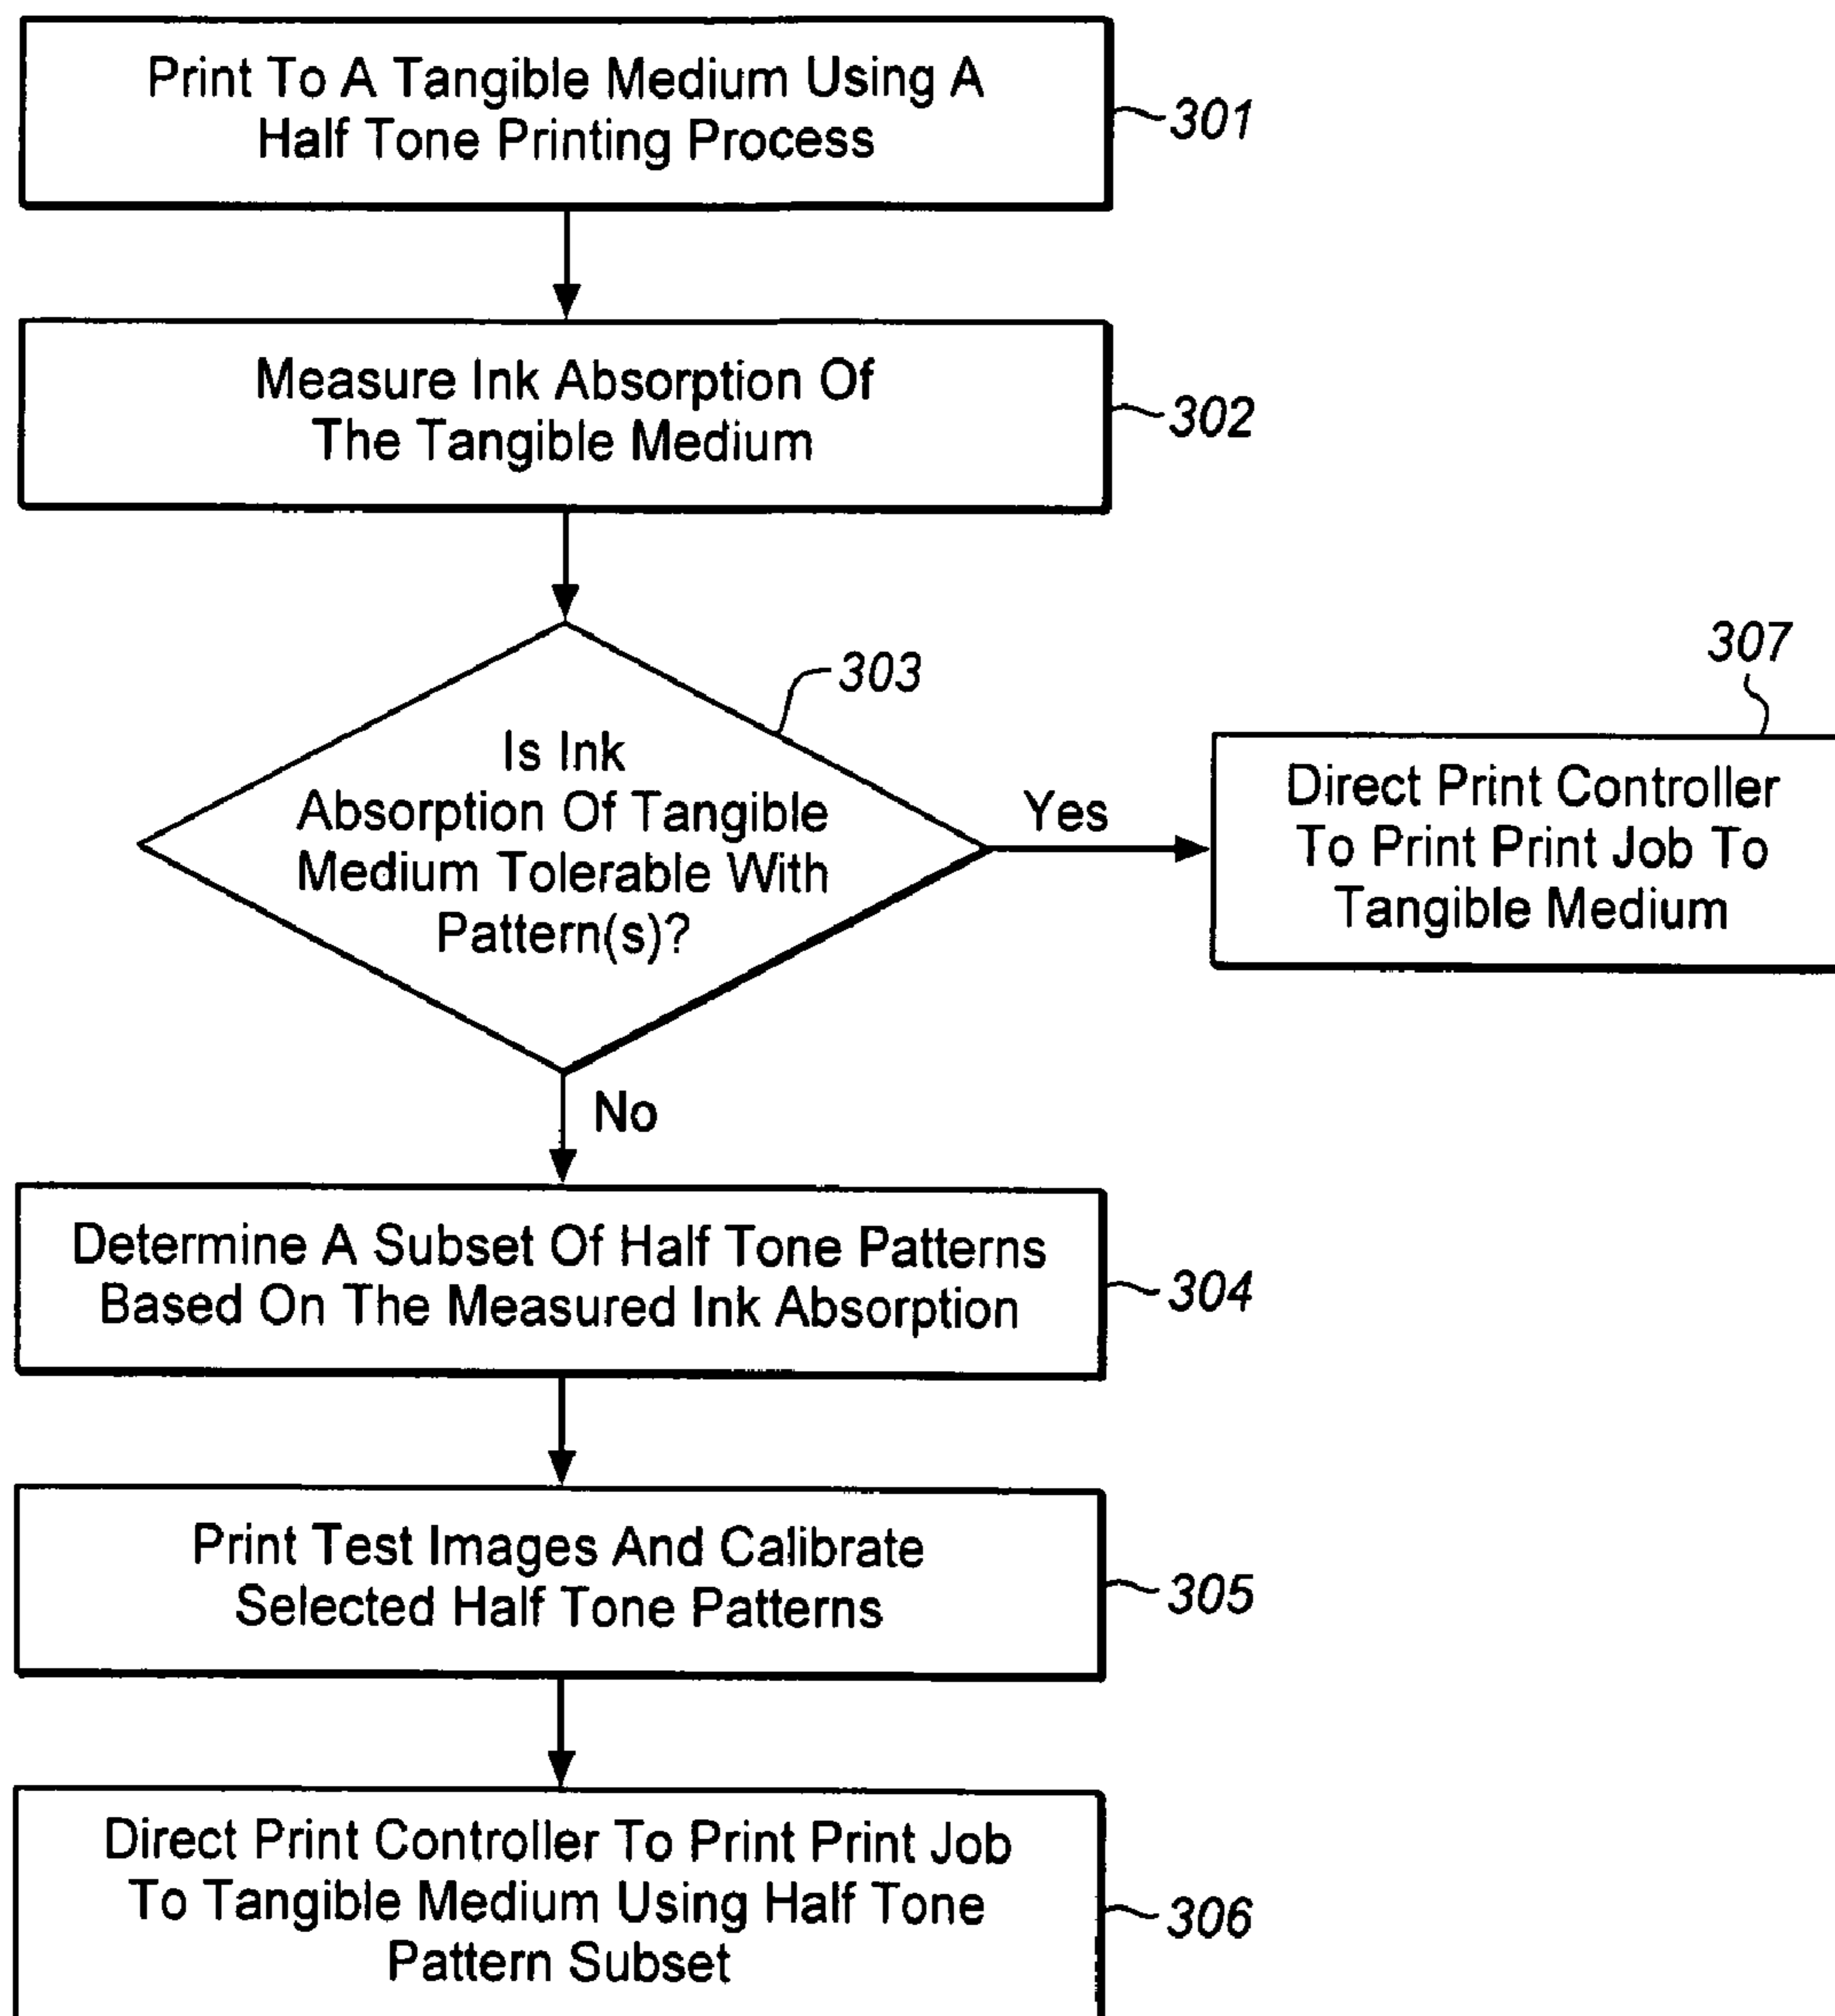 Print To A Tangible Medium Using A
Half Tone Printing Process
301
Measure Ink Absorption Of
The Tangible Medium
302
303
Is Ink
Absorption Of Tangible
Medium Tolerable With
Pattern(s)?
Yes
307
Direct Print Controller
To Print Print Job To
Tangible Medium
No
Determine A Subset Of Half Tone Patterns
Based On The Measured Ink Absorption
304
Print Test Images And Calibrate
Selected Half Tone Patterns
305
Direct Print Controller To Print Print Job
To Tangible Medium Using Half Tone
Pattern Subset
306